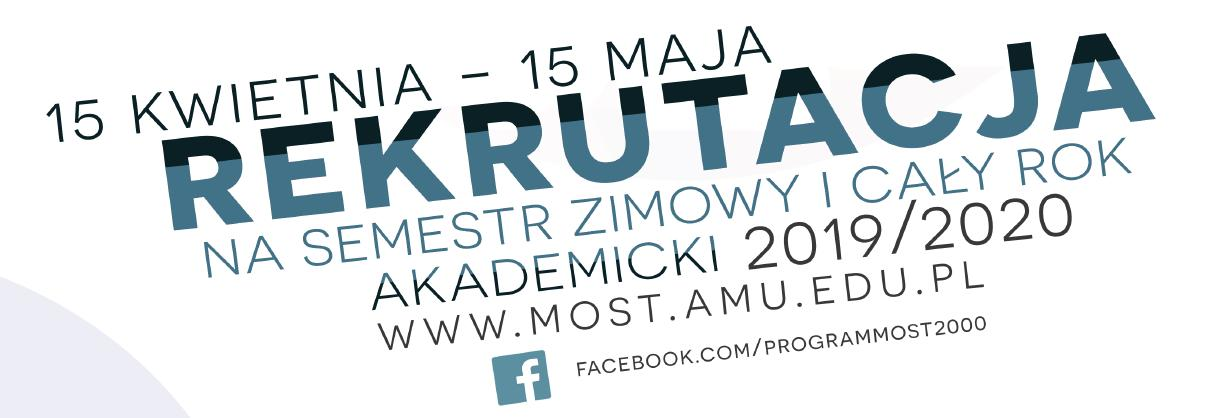 15 KWIETNIA – 15 MAJA
REKRUTACJA
NA SEMESTR ZIMOWY I CAŁY ROK
AKADEMICKI 2019/2020
WWW.MOST.AMU.EDU.PL
FACEBOOK.COM/PROGRAMMOST2000